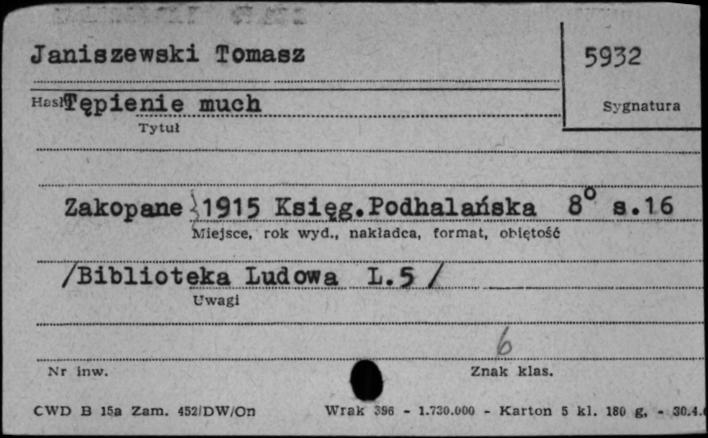 Janiszewski Tomasz
5932
Hasł Tępienie much
Sygnatura
Tytuł
Zakopane 1915 Księg.Podhalańska 8° s.16
Miejsce, rok wyd., nakładca, format, objętość
/Biblioteka Ludowa L.5 /
Uwagi
6
Nr inw.
Znak klas.
CWD B 15a Zam. 452/DW/On Wrak 396 - 1.730.000 - Karton 5 kl. 180 g. - 30.4.